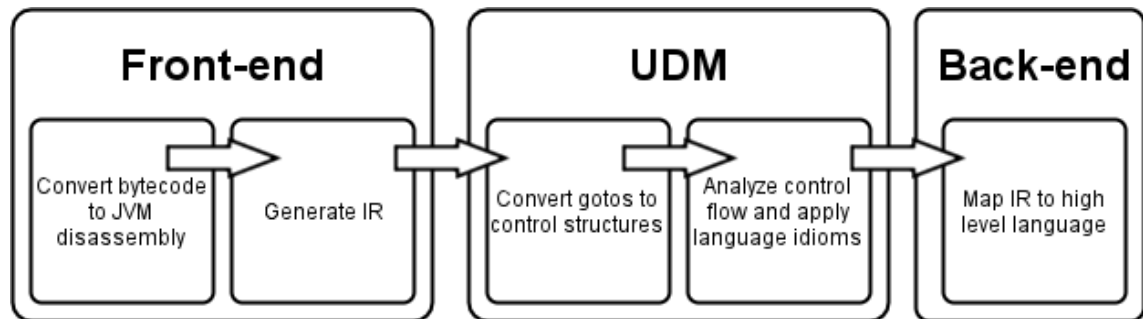 Front-end
Convert bytecode
to JVM
disassembly
Generate IR
UDM
Convert gotos to
control structures
Analyze control
flow and apply
language idioms
Back-end
Map IR to high
level language